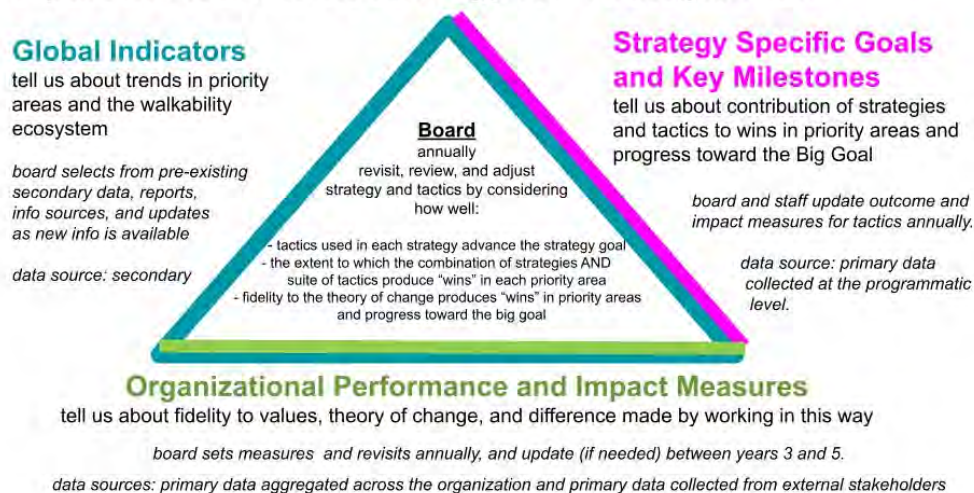 Global Indicators
tell us about trends in priority
areas and the walkability
ecosystem
board selects from pre-existing
secondary data, reports,
info sources, and updates
as new info is available
data source: secondary
Strategy Specific Goals
and Key Milestones
tell us about contribution of strategies
and tactics to wins in priority areas and
progress toward the Big Goal
board and staff update outcome and
impact measures for tactics annually.
data source: primary data
collected at the programmatic
level.
Board
annually
revisit, review, and adjust
strategy and tactics by considering
how well:
- tactics used in each strategy advance the strategy goal
- the extent to which the combination of strategies AND
suite of tactics produce “wins” in each priority area
- fidelity to the theory of change produces “wins” in priority areas
and progress toward the big goal
Organizational Performance and Impact Measures
tell us about fidelity to values, theory of change, and difference made by working in this way
board sets measures and revisits annually, and update (if needed) between years 3 and 5.
data sources: primary data aggregated across the organization and primary data collected from external stakeholders